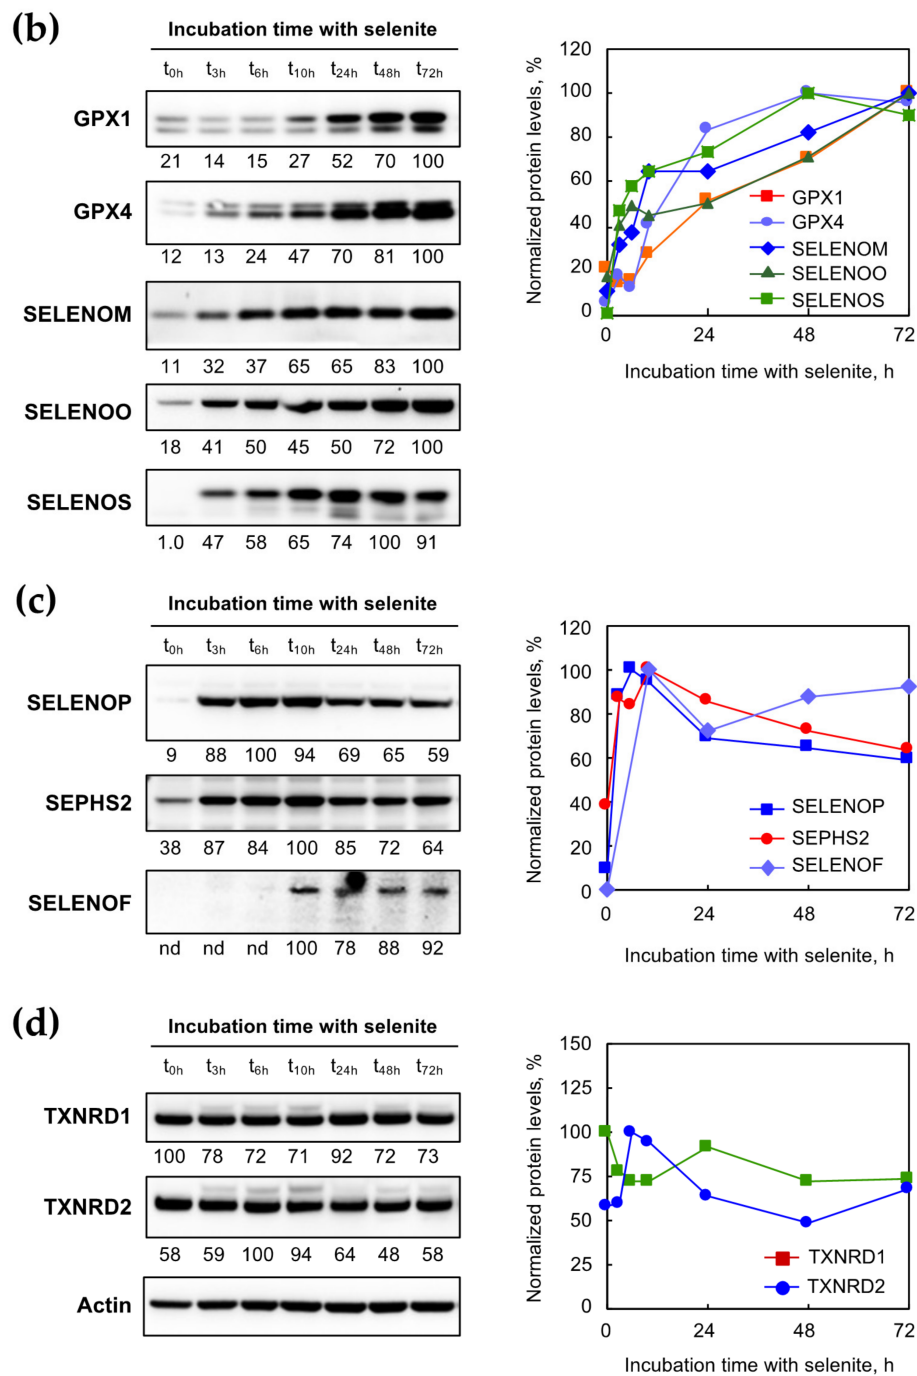 (b)
Incubation time with selenite
t0h t3h t6h t10h t24h t48h t72h
GPX1
21 14 15 27 52 70 100
GPX4
12 13 24 47 70 81 100
SELENOM
11 32 37 65 65 83 100
SELENOO
18 41 50 45 50 72 100
SELENOS
1.0 47 58 65 74 100 91
Normalized protein levels, %
120
100
80
60
40
20
0
GPX1
GPX4
SELENOM
SELENOO
SELENOS
0 24 48 72
Incubation time with selenite, h
(c)
Incubation time with selenite
t0h t3h t6h t10h t24h t48h t72h
SELENOP
9 88 100 94 69 65 59
SEPHS2
38 87 84 100 85 72 64
SELENOF
nd nd nd 100 78 88 92
Normalized protein levels, %
120
100
80
60
40
20
0
SELENOP
SEPHS2
SELENOF
0 24 48 72
Incubation time with selenite, h
(d)
Incubation time with selenite
t0h t3h t6h t10h t24h t48h t72h
TXNRD1
100 78 72 71 92 72 73
TXNRD2
58 59 100 94 64 48 58
Actin
Normalized protein levels, %
150
125
100
75
50
25
0
TXNRD1
TXNRD2
0 24 48 72
Incubation time with selenite, h